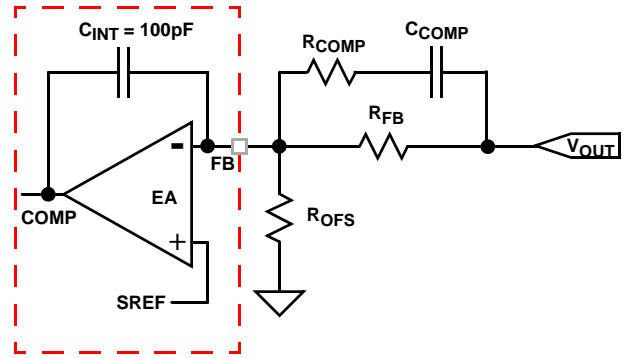 CINT = 100pF
RCOMP
CCOMP
RFB
-
FB
VOUT
EA
COMP
ROFS
+
SREF